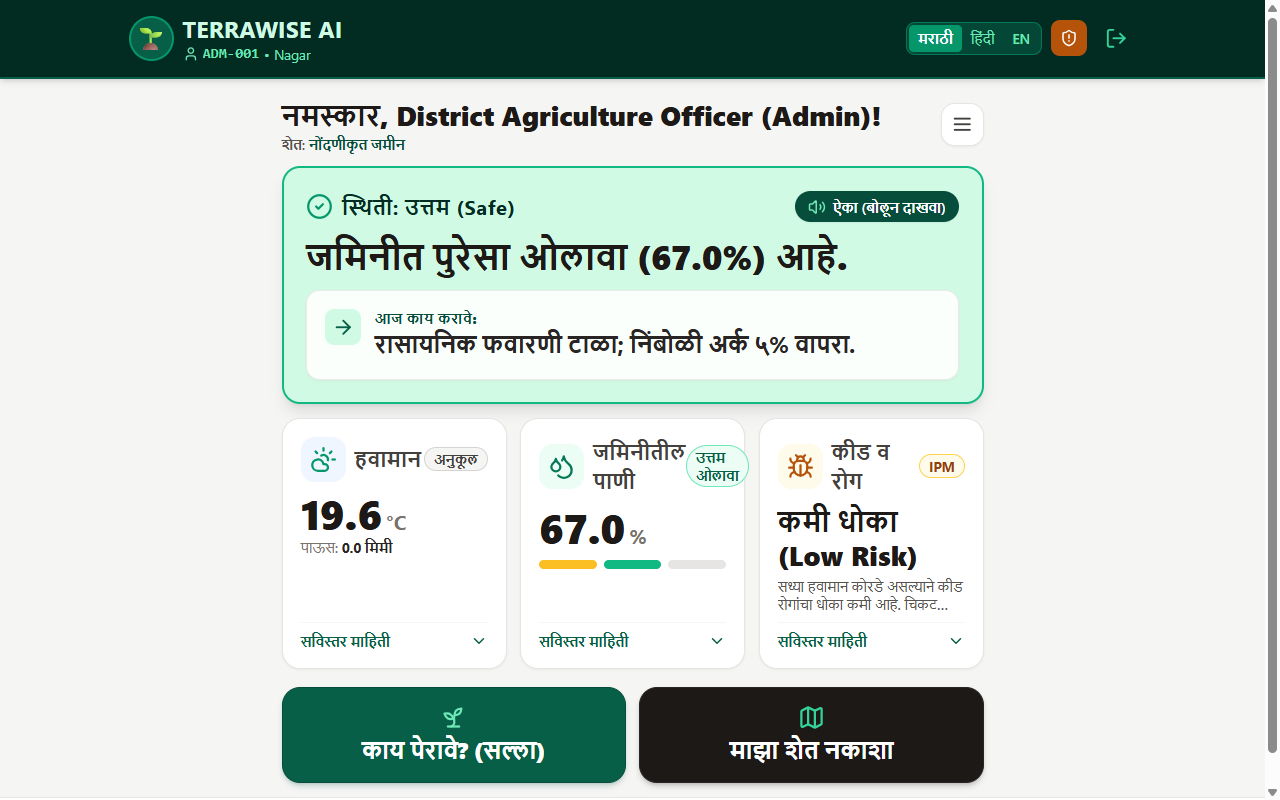 TERRAWISE AI
ADM-001 • Nagar
मराठी हिंदी EN
नमस्कार, District Agriculture Officer (Admin)!
शेत: नोंदणीकृत जमीन
स्थिती: उत्तम (Safe)
ऐका (बोलून दाखवा)
जमिनीत पुरेसा ओलावा (67.0%) आहे.
आज काय करावे:
रासायनिक फवारणी टाळा; निंबोळी अर्क ५% वापरा.
हवामान
अनुकूल
19.6 °C
पाऊस: 0.0 मिमी
सविस्तर माहिती
जमिनीतील
पाणी
उत्तम
ओलावा
67.0 %
सविस्तर माहिती
कीड व
रोग
IPM
कमी धोका
(Low Risk)
सध्या हवामान कोरडे असल्याने कीड
रोगांचा धोका कमी आहे. चिकट...
सविस्तर माहिती
काय पेरावे? (सल्ला)
माझा शेत नकाशा